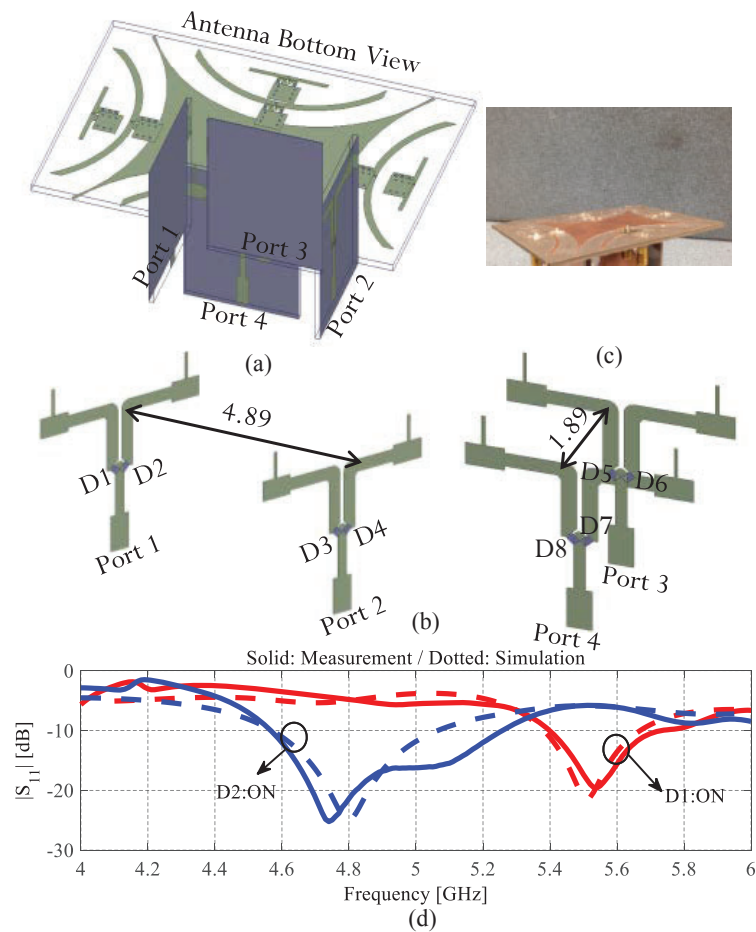 Antenna Bottom View
Port 1
Port 3
Port 2
Port 4
(a)
(c)
4.89
D1
D2
Port 1
D3
D4
Port 2
1.89
D5
D6
D7
D8
Port 3
Port 4
(b)
Solid: Measurement / Dotted: Simulation
|S11| [dB]
0
-10
-20
-30
D2:ON
D1:ON
4 4.2 4.4 4.6 4.8 5 5.2 5.4 5.6 5.8 6
Frequency [GHz]
(d)